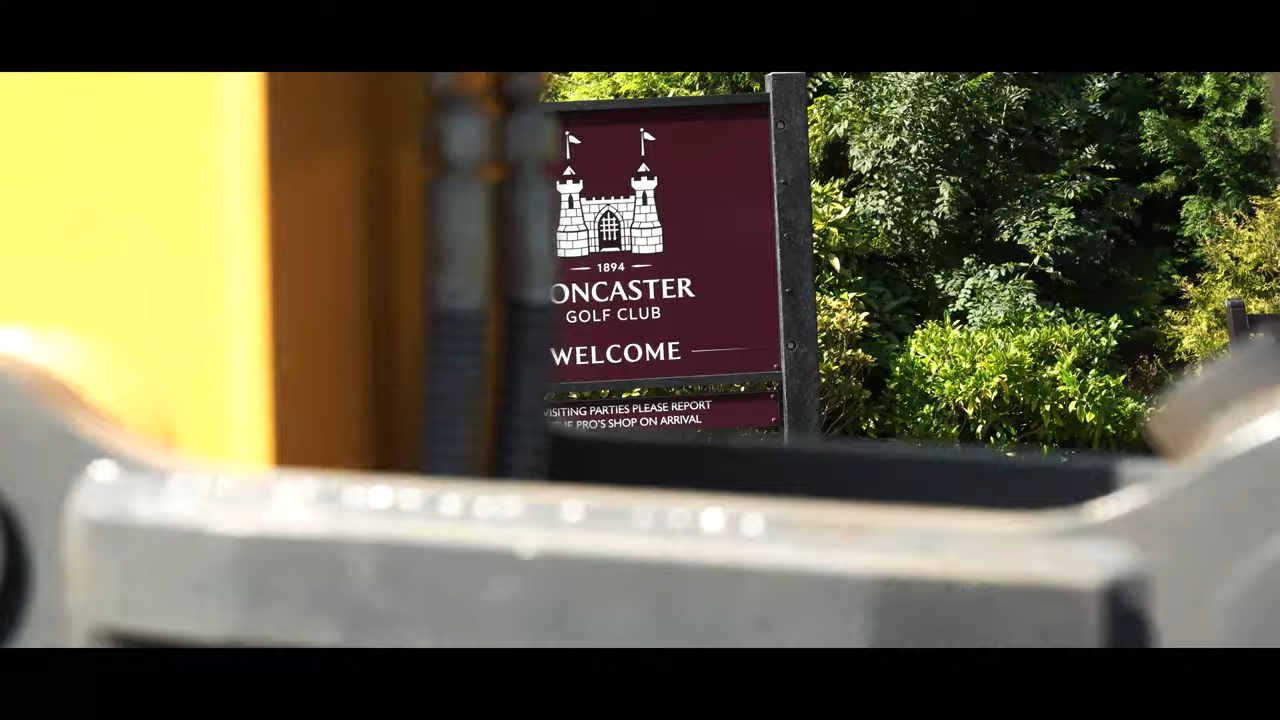 1894
ONCASTER
GOLF CLUB
WELCOME
VISITING PARTIES PLEASE REPORT
PRO'S SHOP ON ARRIVAL